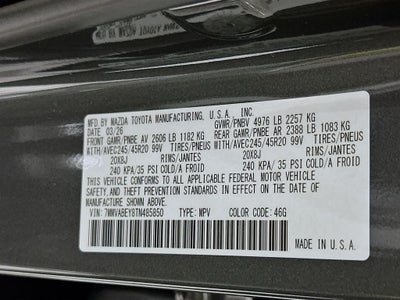 MFD BY MAZDA TOYOTA MANUFACTURING, U.S.A., INC.
DATE: 03/26 GVWR/PNBV 4976 LB 2257 KG
FRONT GAWR/PNBE AV 2606 LB 1182 KG REAR GAWR/PNBE AR 2388 LB 1083 KG
WITH/AVEC245/45R20 99V TIRES/PNEUS WITH/AVEC245/45R20 99V TIRES/PNEUS
20X8J RIMS/JANTES 20X8J RIMS/JANTES
240 KPA/ 35 PSI COLD/A FROID 240 KPA/ 35 PSI COLD/A FROID
THIS VEHICLE CONFORMS TO ALL APPLICABLE FEDERAL MOTOR VEHICLE
SAFETY AND THEFT PREVENTION STANDARDS IN EFFECT ON THE DATE OF
MANUFACTURE SHOWN ABOVE.
VIN: 7MMVABEY8TN485850 TYPE: MPV COLOR CODE: 46G
MADE IN U.S.A.